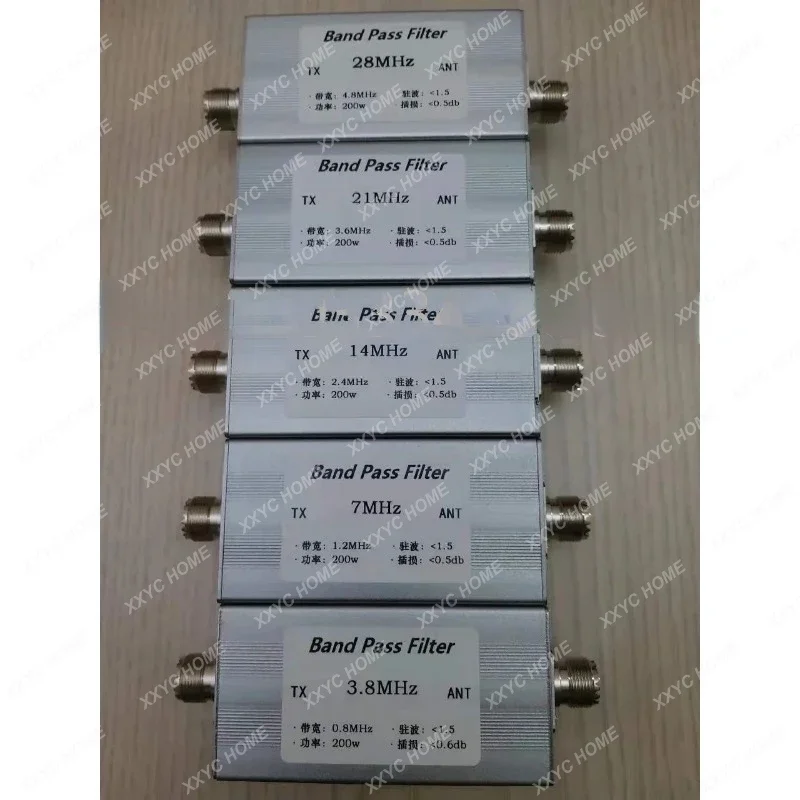 Band Pass Filter
TX 28MHz ANT
·带宽：4.8MHz ·驻波：<1.5
·功率：200w ·插损：<0.5db
Band Pass Filter
TX 21MHz ANT
·带宽：3.6MHz ·驻波：<1.5
·功率：200w ·插损：<0.5db
Band Pass Filter
TX 14MHz ANT
·带宽：2.4MHz ·驻波：<1.5
·功率：200w ·插损：<0.5db
Band Pass Filter
TX 7MHz ANT
·带宽：1.2MHz ·驻波：<1.5
·功率：200w ·插损：<0.5db
Band Pass Filter
TX 3.8MHz ANT
·带宽：0.8MHz ·驻波：<1.5
·功率：200w ·插损：<0.6db
XXYC HOME